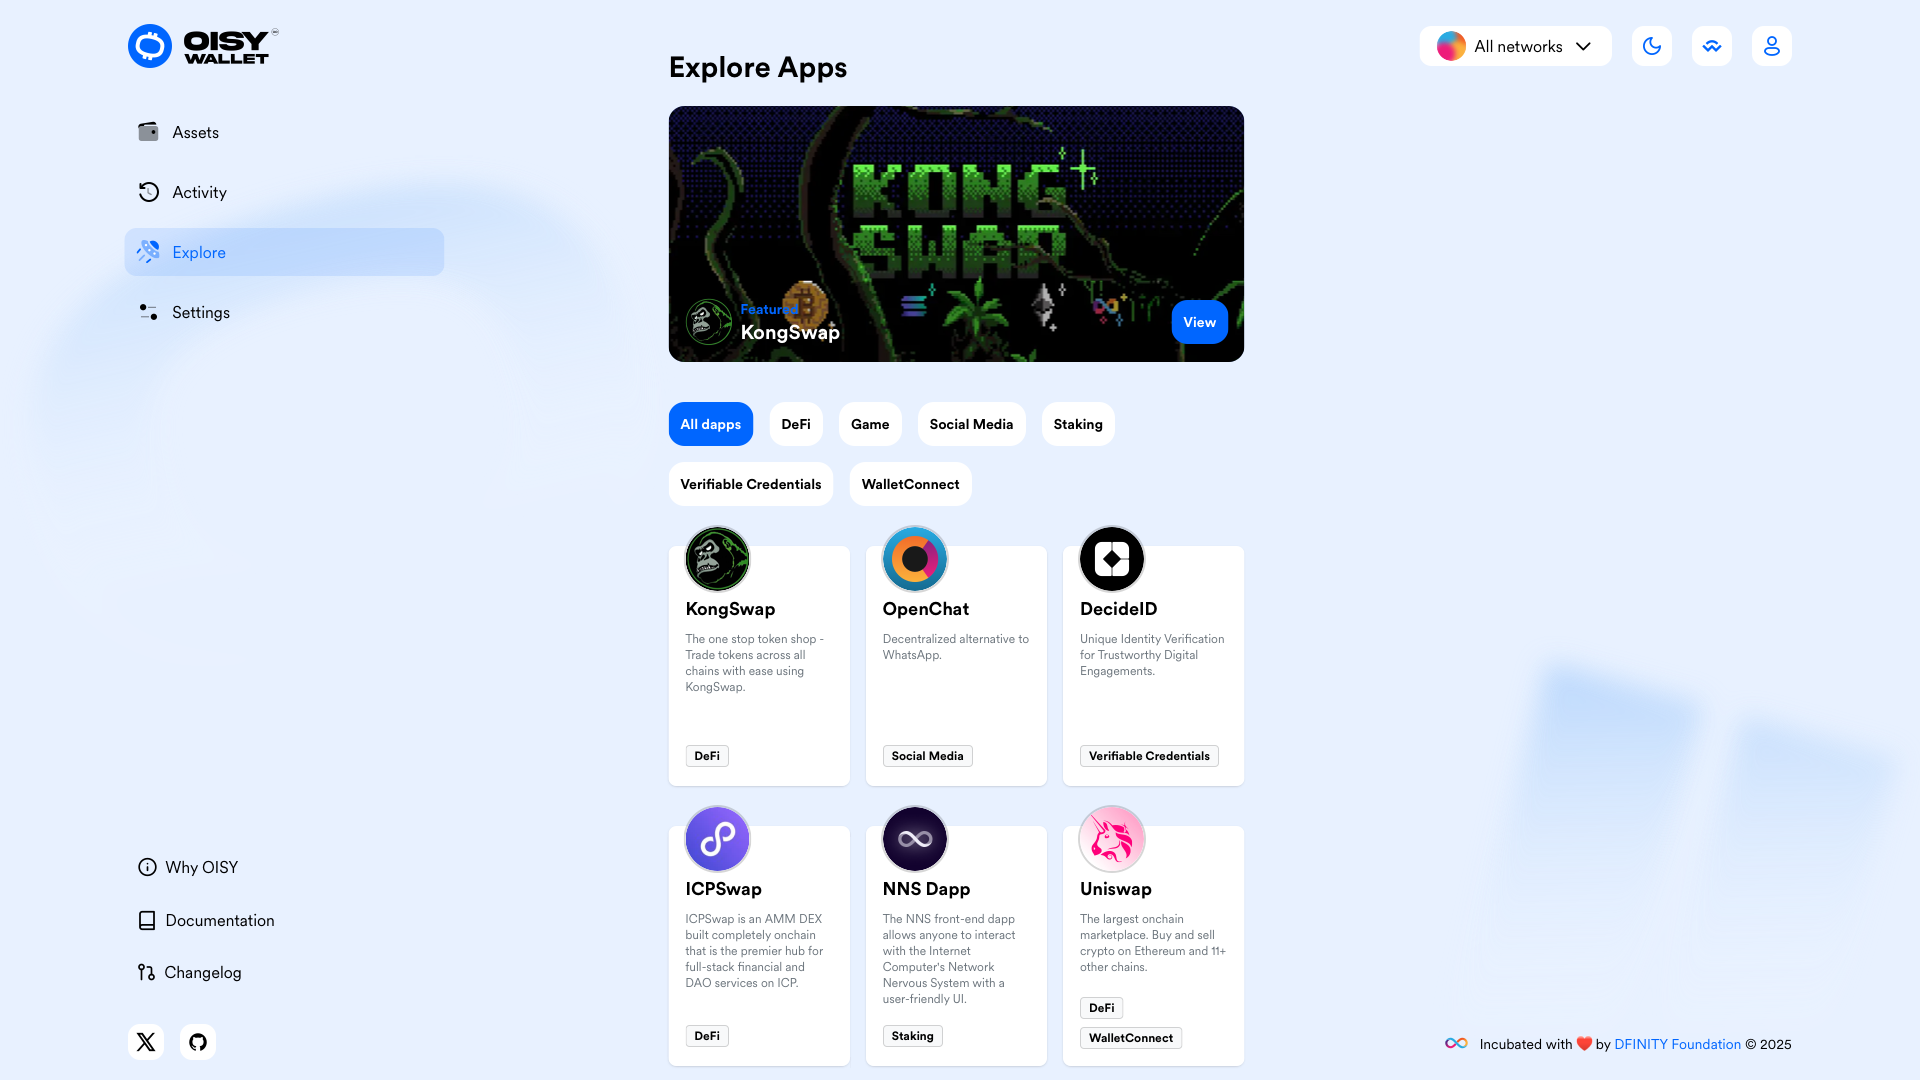 OISY
WALLET
Assets
Activity
Explore
Settings
Why OISY
Documentation
Changelog
Explore Apps
All networks
KONG
SWAP
Featured
KongSwap
View
All dapps
DeFi
Game
Social Media
Staking
Verifiable Credentials
WalletConnect
KongSwap
The one stop token shop -
Trade tokens across all
chains with ease using
KongSwap.
DeFi
OpenChat
Decentralized alternative to
WhatsApp.
Social Media
DecideID
Unique Identity Verification
for Trustworthy Digital
Engagements.
Verifiable Credentials
ICPSwap
ICPSwap is an AMM DEX
built completely onchain
that is the premier hub for
full-stack financial and
DAO services on ICP.
DeFi
NNS Dapp
The NNS front-end dapp
allows anyone to interact
with the Internet
Computer's Network
Nervous System with a
user-friendly UI.
Staking
Uniswap
The largest onchain
marketplace. Buy and sell
crypto on Ethereum and 11+
other chains.
DeFi
WalletConnect
Incubated with ❤️ by DFINITY Foundation © 2025